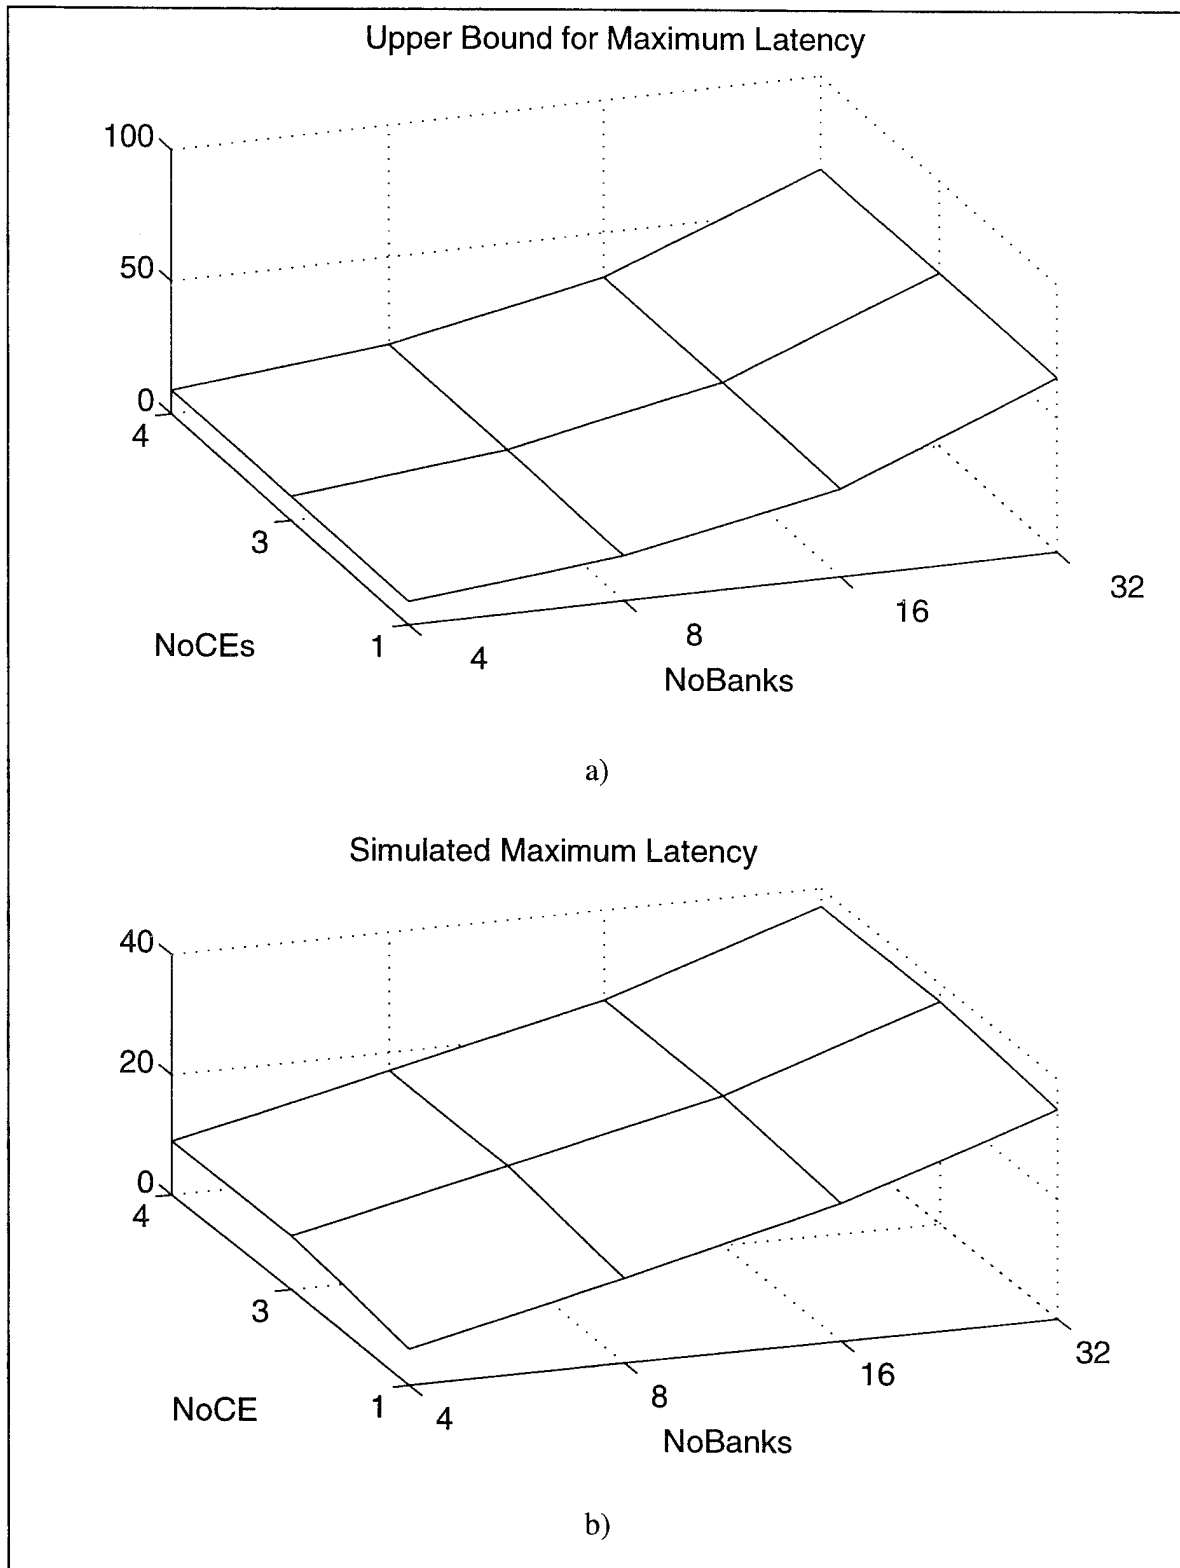 Upper Bound for Maximum Latency
100
50
0
4
3
1
NoCEs
4
8
16
32
NoBanks
a)
Simulated Maximum Latency
40
20
0
4
3
1
NoCE
4
8
16
32
NoBanks
b)